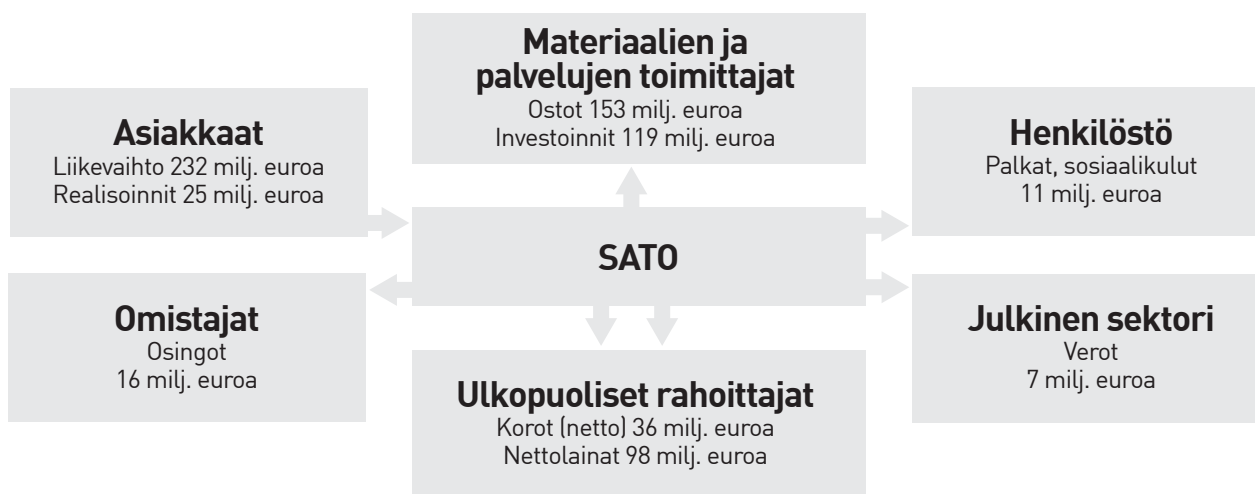 Materiaalien ja
palvelujen toimittajat
Ostot 153 milj. euroa
Investoinnit 119 milj. euroa
Asiakkaat
Liikevaihto 232 milj. euroa
Realisoinnit 25 milj. euroa
Henkilöstö
Palkat, sosiaalikulut
11 milj. euroa
SATO
Omistajat
Osingot
16 milj. euroa
Julkinen sektori
Verot
7 milj. euroa
Ulkopuoliset rahoittajat
Korot (netto) 36 milj. euroa
Nettolainat 98 milj. euroa